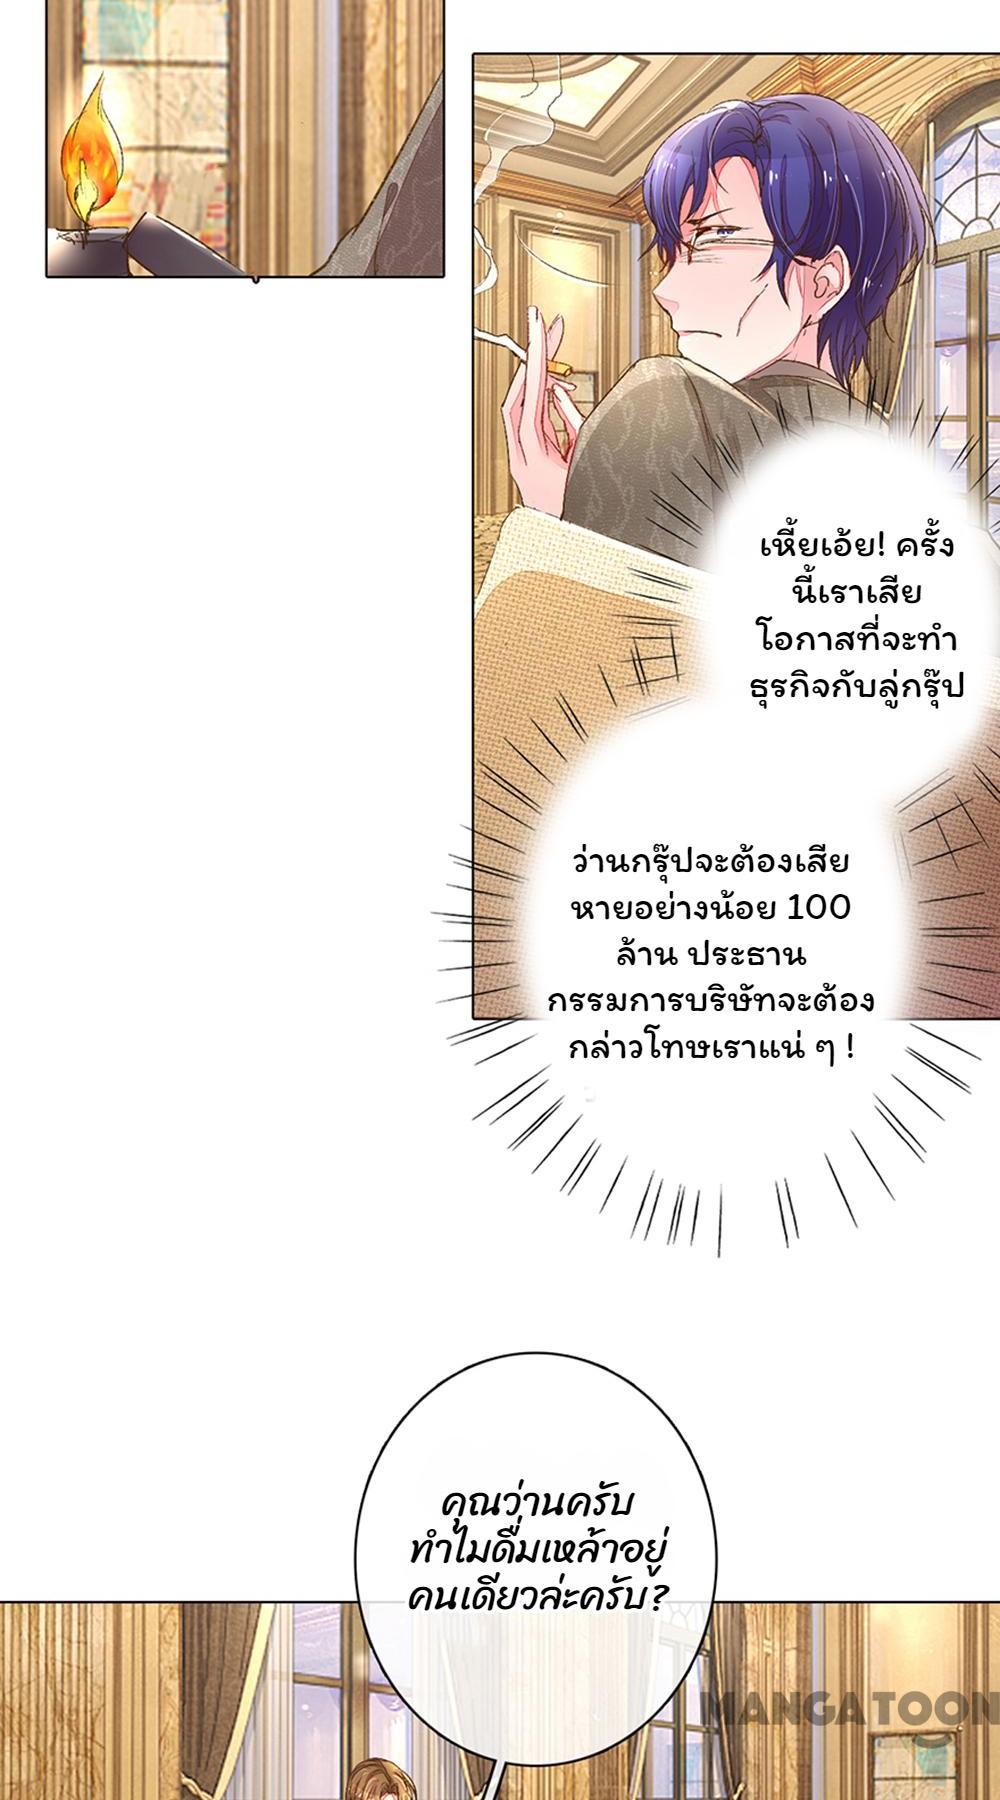 เหี้ยเอ้ย! ครั้ง
นี้เราเสีย
โอกาสที่จะทำ
ธุรกิจกับลู่กรุ๊ป
ว่านกรุ๊ปจะต้องเสีย
หายอย่างน้อย 100
ล้าน ประธาน
กรรมการบริษัทจะต้อง
กล่าวโทษเราแน่ ๆ !
คุณว่านครับ
ทำไมดื่มเหล้าอยู่
คนเดียวล่ะครับ?
MANGATOON